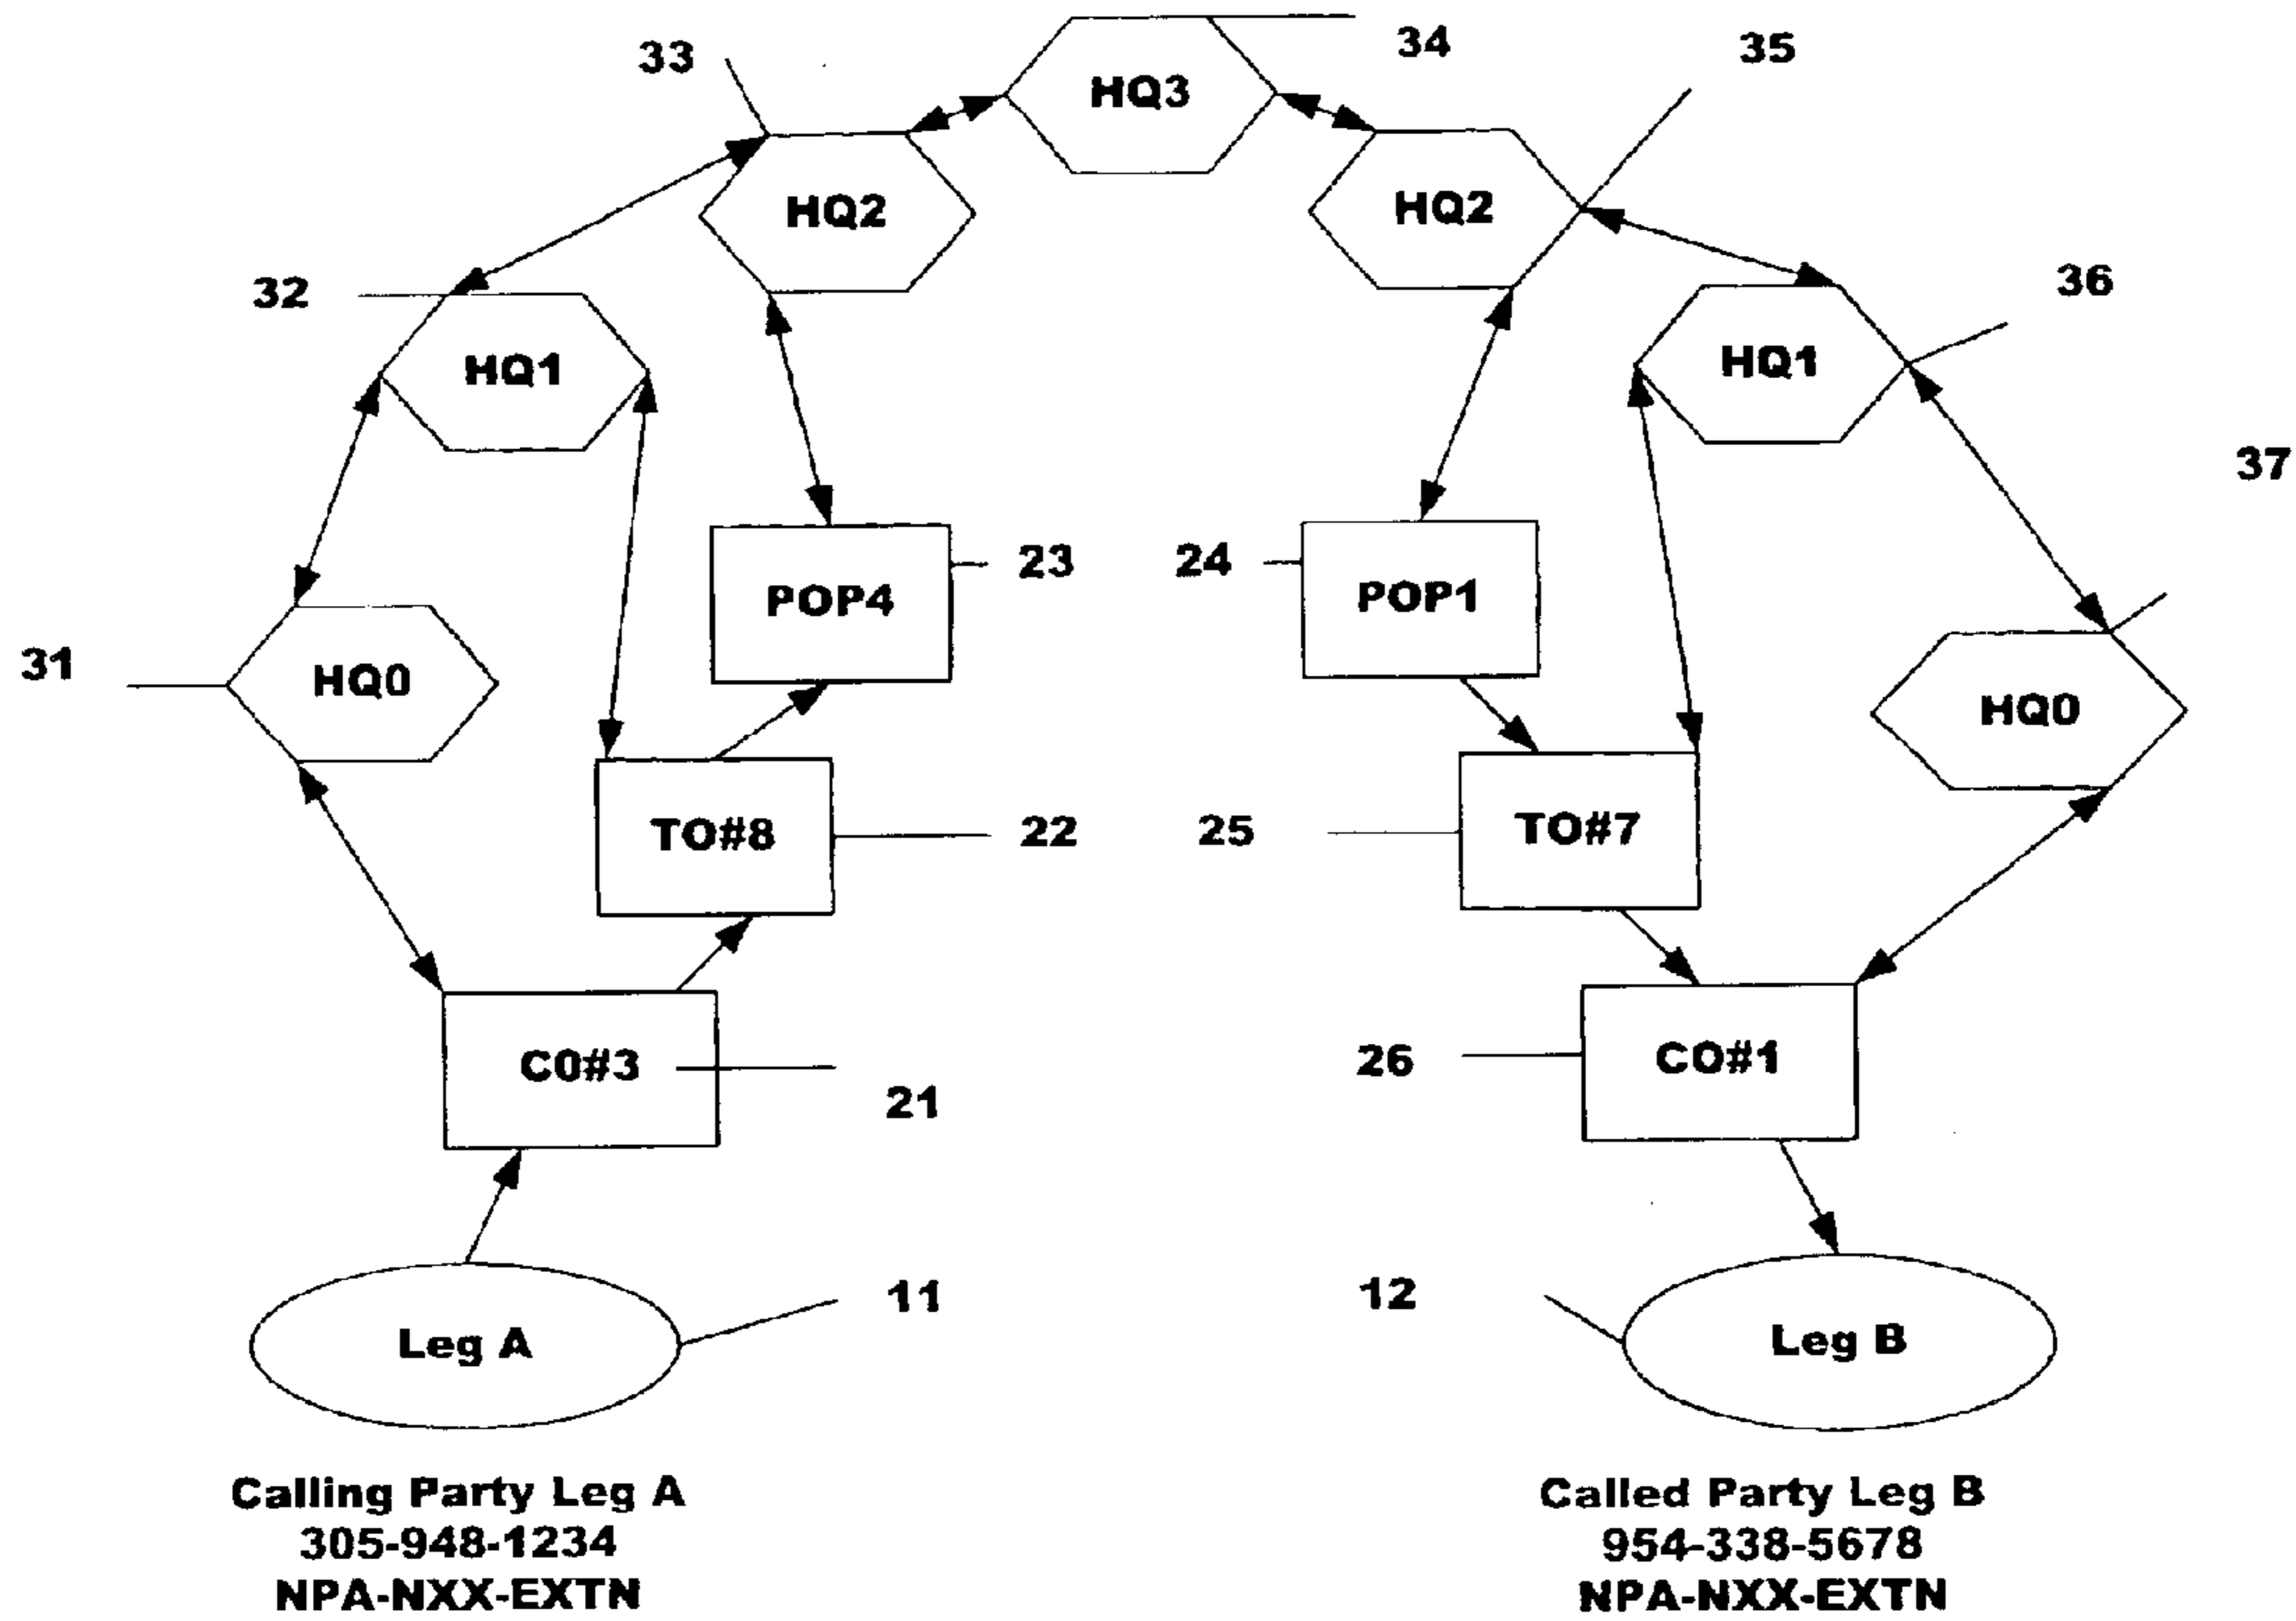 34
35
33
HQ3
HQ2
HQ2
32
36
HQ1
HQ1
37
23
24
POP4
POP1
31
HQ0
HQ0
TO#8
22
25
TO#7
C0#3
21
26
CO#1
11
12
Leg A
Leg B
Calling Party Leg A
305-948-1234
NPA-NXX-EXTN
Called Party Leg B
954-338-5678
NPA-NXX-EXTN